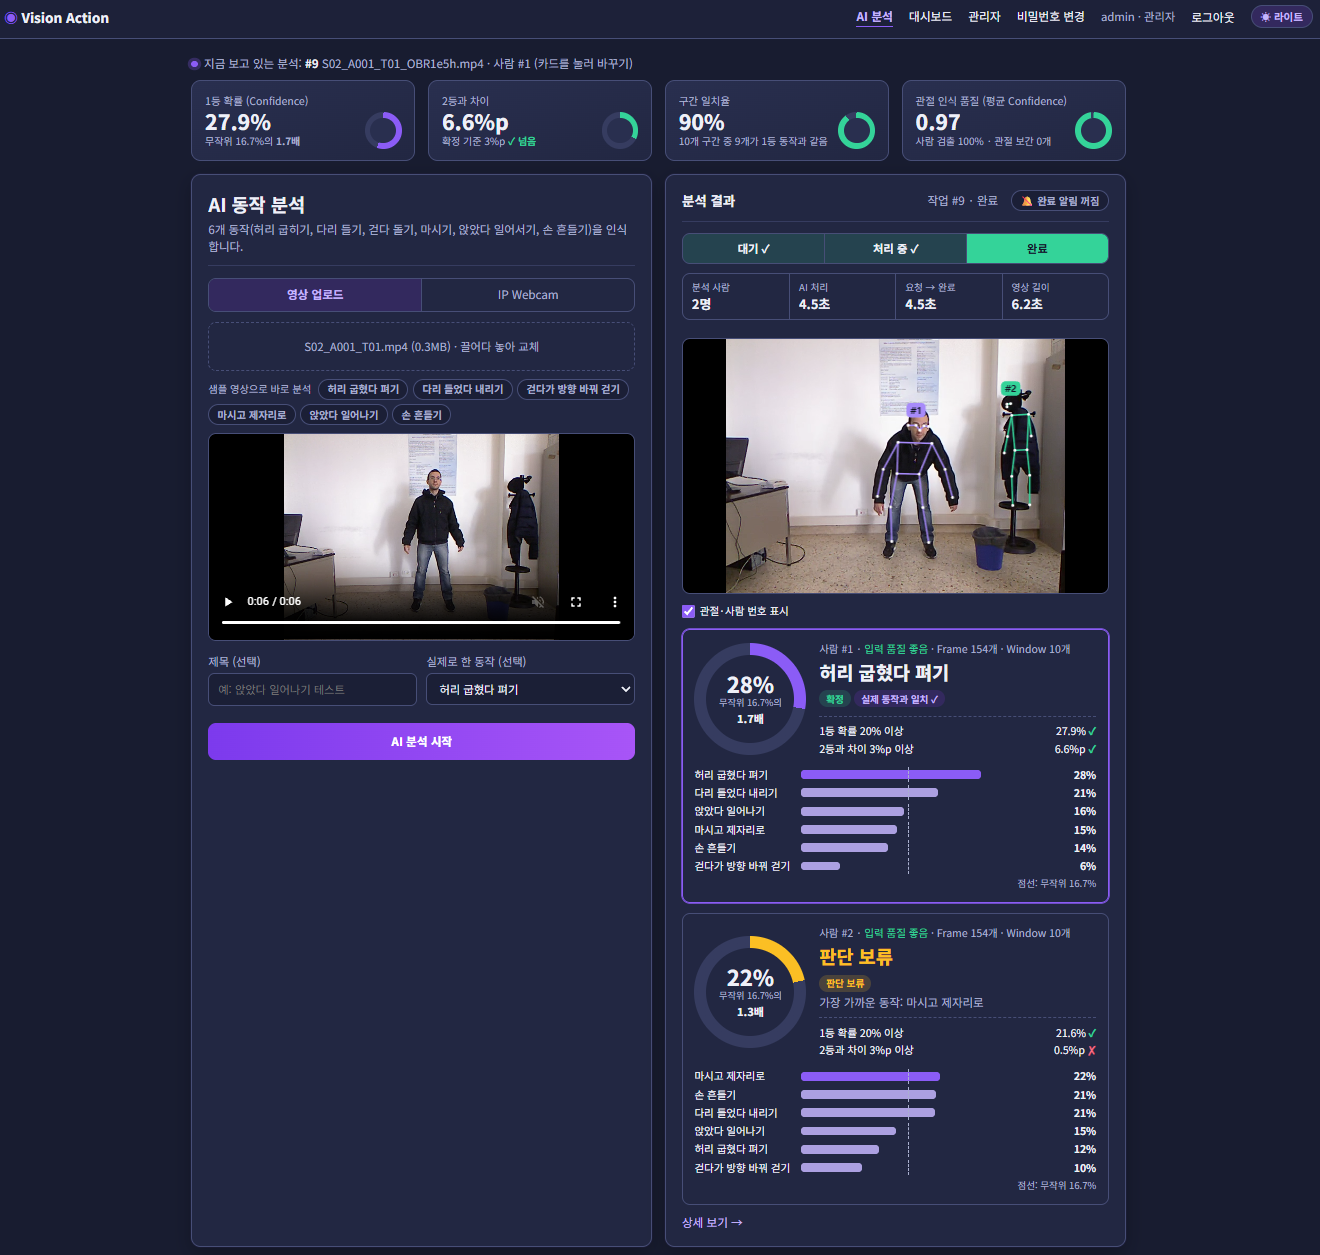 Vision Action
AI 분석 대시보드 관리자 비밀번호 변경 admin · 관리자 로그아웃 ☀ 라이트
지금 보고 있는 분석: #9 S02_A001_T01_OBR1e5h.mp4 · 사람 #1 (카드를 눌러 바꾸기)
1등 확률 (Confidence)
27.9%
무작위 16.7%의 1.7배
2등과 차이
6.6%p
확정 기준 3%p ✓ 넘음
구간 일치율
90%
10개 구간 중 9개가 1등 동작과 같음
관절 인식 품질 (평균 Confidence)
0.97
사람 검출 100% · 관절 보간 0개
AI 동작 분석
6개 동작(허리 굽히기, 다리 들기, 걷다 돌기, 마시기, 앉았다 일어서기, 손 흔들기)을 인식
합니다.
영상 업로드 IP Webcam
S02_A001_T01.mp4 (0.3MB) · 끌어다 놓아 교체
샘플 영상으로 바로 분석 허리 굽혔다 펴기 다리 들었다 내리기 걷다가 방향 바꿔 걷기
마시고 제자리로 앉았다 일어나기 손 흔들기
0:06 / 0:06
제목 (선택) 실제로 한 동작 (선택)
예: 앉았다 일어나기 테스트 허리 굽혔다 펴기
AI 분석 시작
분석 결과 작업 #9 · 완료 완료 알림 꺼짐
대기 ✓ 처리 중 ✓ 완료
분석 사람 AI 처리 요청 → 완료 영상 길이
2명 4.5초 4.5초 6.2초
#2
#1
관절·사람 번호 표시
사람 #1 · 입력 품질 좋음 · Frame 154개 · Window 10개
허리 굽혔다 펴기
확정 실제 동작과 일치 ✓
28%
무작위 16.7%의
1.7배
1등 확률 20% 이상 27.9% ✓
2등과 차이 3%p 이상 6.6%p ✓
허리 굽혔다 펴기 28%
다리 들었다 내리기 21%
앉았다 일어나기 16%
마시고 제자리로 15%
손 흔들기 14%
걷다가 방향 바꿔 걷기 6%
점선: 무작위 16.7%
사람 #2 · 입력 품질 좋음 · Frame 154개 · Window 10개
판단 보류
판단 보류
가장 가까운 동작: 마시고 제자리로
22%
무작위 16.7%의
1.3배
1등 확률 20% 이상 21.6% ✓
2등과 차이 3%p 이상 0.5%p ✗
마시고 제자리로 22%
손 흔들기 21%
다리 들었다 내리기 21%
앉았다 일어나기 15%
허리 굽혔다 펴기 12%
걷다가 방향 바꿔 걷기 10%
점선: 무작위 16.7%
상세 보기 →